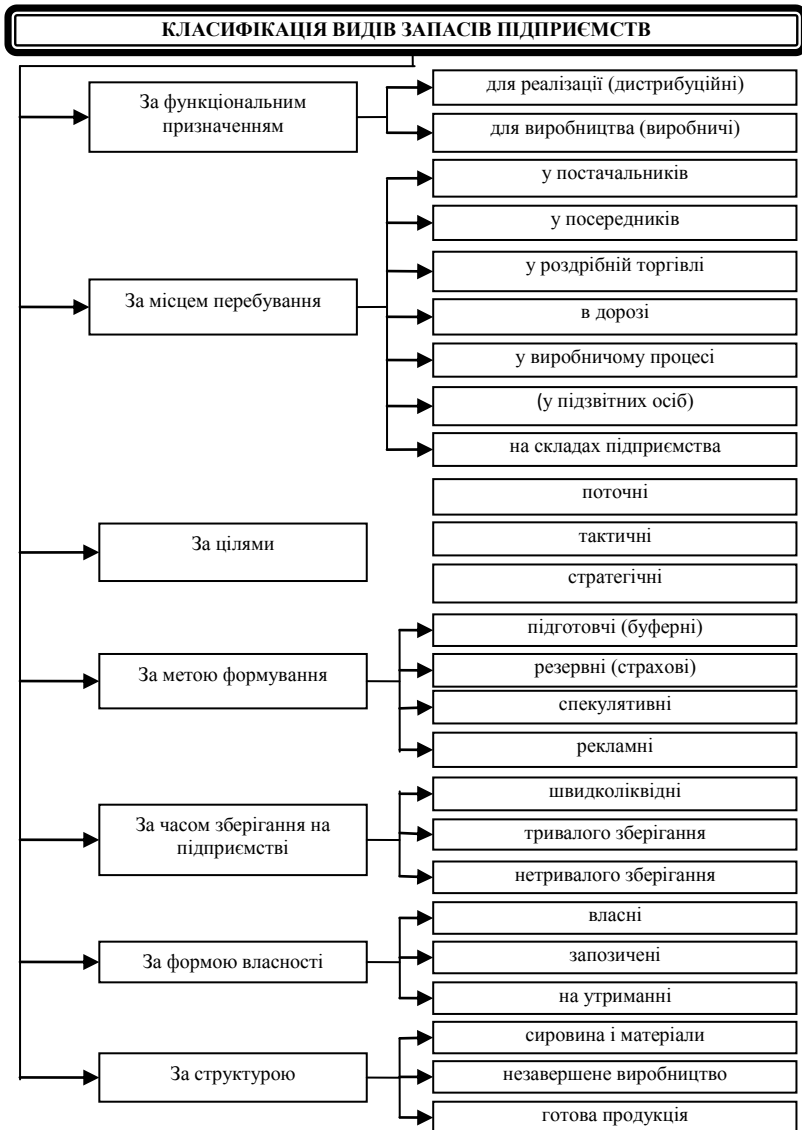 КЛАСИФІКАЦІЯ ВИДІВ ЗАПАСІВ ПІДПРИЄМСТВ
За функціональним
призначенням
для реалізації (дистрибуційні)
для виробництва (виробничі)
За місцем перебування
у постачальників
у посередників
у роздрібній торгівлі
в дорозі
у виробничому процесі
(у підзвітних осіб)
на складах підприємства
За цілями
поточні
тактичні
стратегічні
За метою формування
підготовчі (буферні)
резервні (страхові)
спекулятивні
рекламні
За часом зберігання на
підприємстві
швидколіквідні
тривалого зберігання
нетривалого зберігання
За формою власності
власні
запозичені
на утриманні
За структурою
сировина і матеріали
незавершене виробництво
готова продукція